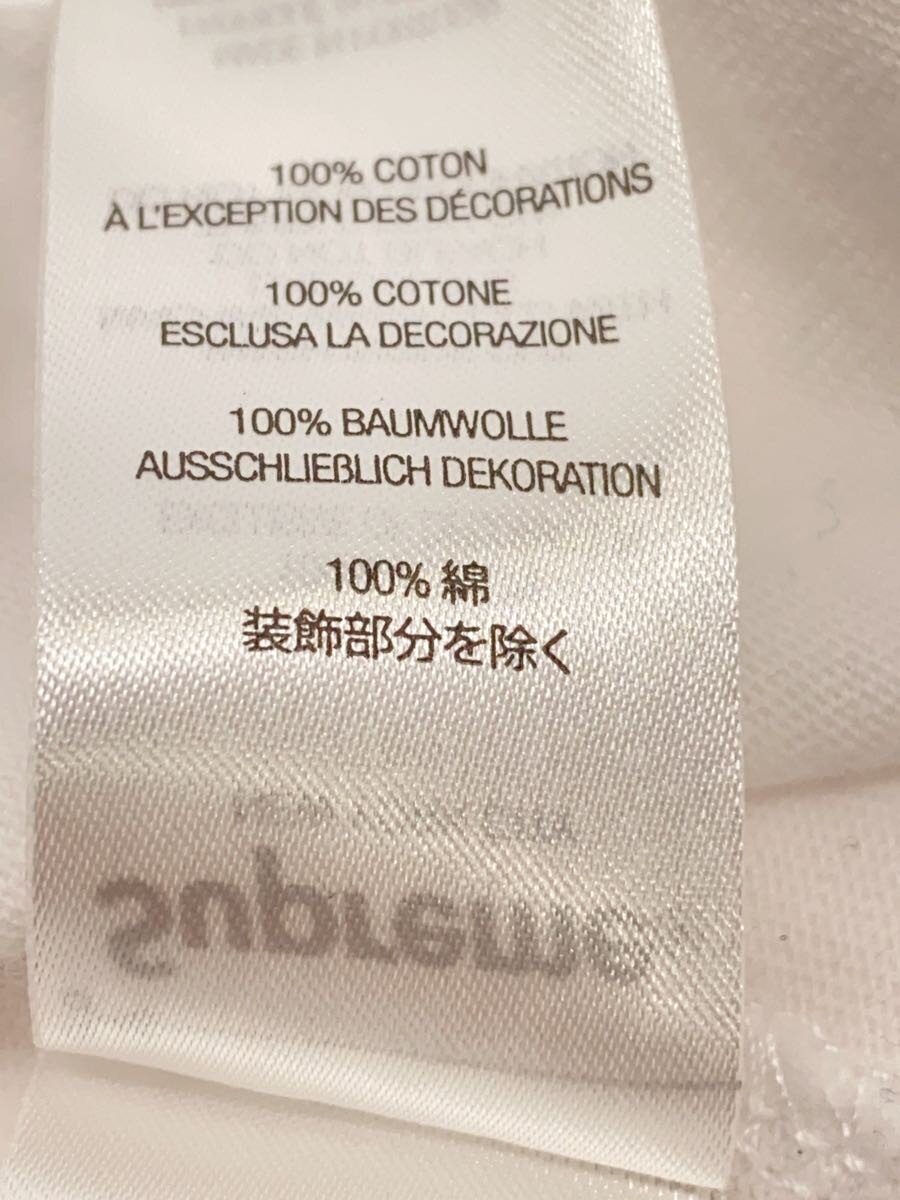 100% COTON
À L'EXCEPTION DES DÉCORATIONS
100% COTONE
ESCLUSA LA DECORAZIONE
100% BAUMWOLLE
AUSSCHLIEßLICH DEKORATION
100% 綿
装飾部分を除く
Supreme